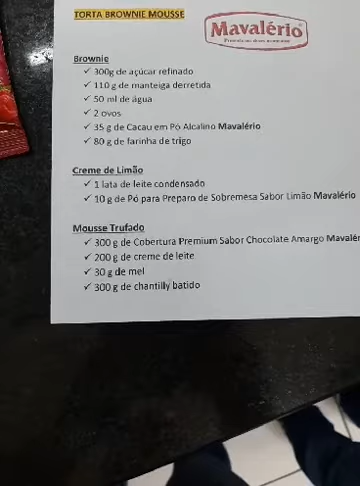 TORTA BROWNIE MOUSSE
Mavalério
Brownie
✓ 300g de açúcar refinado
✓ 110 g de manteiga derretida
✓ 50 ml de água
✓ 2 ovos
✓ 35 g de Cacau em Pó Alcalino Mavalério
✓ 80 g de farinha de trigo
Creme de Limão
✓ 1 lata de leite condensado
✓ 10 g de Pó para Preparo de Sobremesa Sabor Limão Mavalério
Mousse Trufado
✓ 300 g de Cobertura Premium Sabor Chocolate Amargo Mavalér
✓ 200 g de creme de leite
✓ 30 g de mel
✓ 300 g de chantilly batido